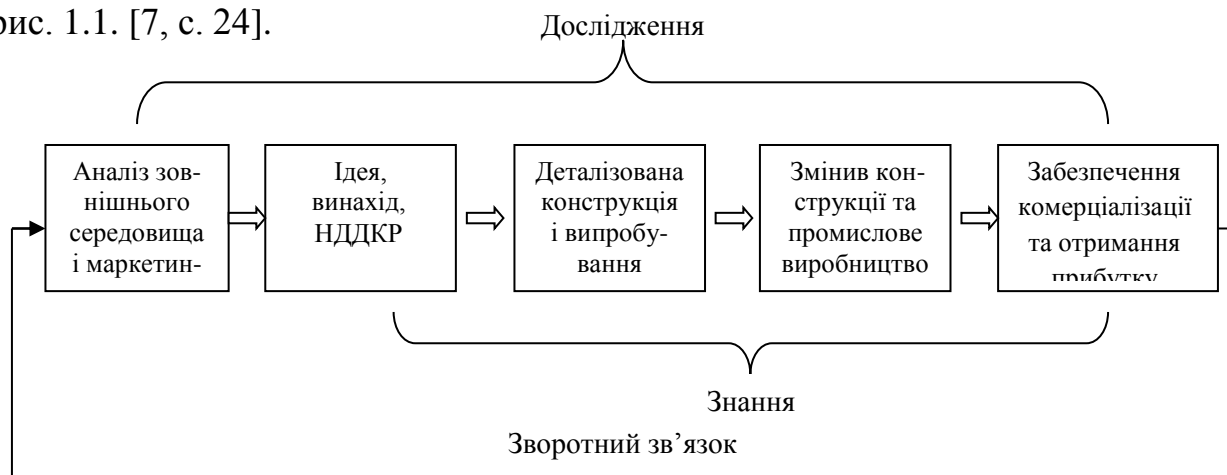 рис. 1.1. [7, с. 24].
Дослідження
Аналіз зов-
нішнього
середовища
і маркетин-
Ідея,
винахід,
НДДКР
Деталізована
конструкція
і випробу-
вання
Змінив кон-
струкції та
промислове
виробництво
Забезпечення
комерціалізації
та отримання
прибутку
Знання
Зворотний зв’язок